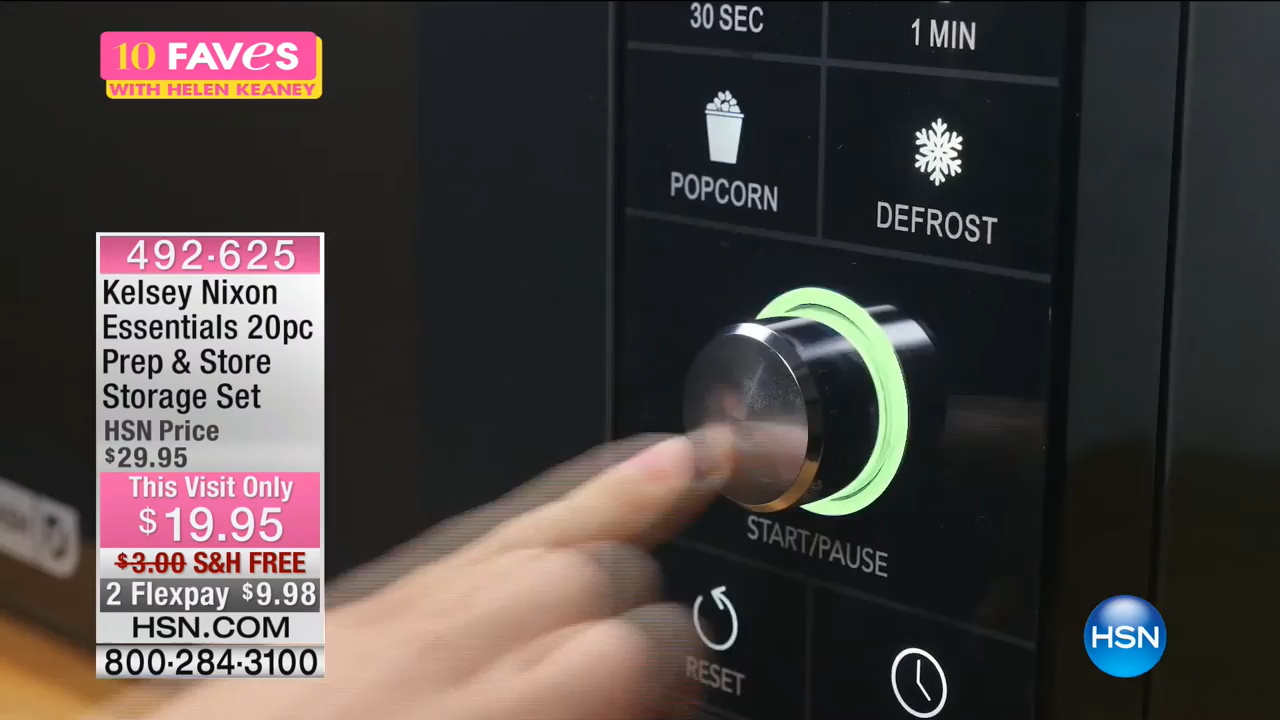 10 FAVeS
WITH HELEN KEANEY
492·625
Kelsey Nixon
Essentials 20pc
Prep & Store
Storage Set
HSN Price
$29.95
This Visit Only
$19.95
$3.00 S&H FREE
2 Flexpay $9.98
HSN.COM
800·284·3100
30 SEC
1 MIN
POPCORN
DEFROST
START/PAUSE
RESET
HSN